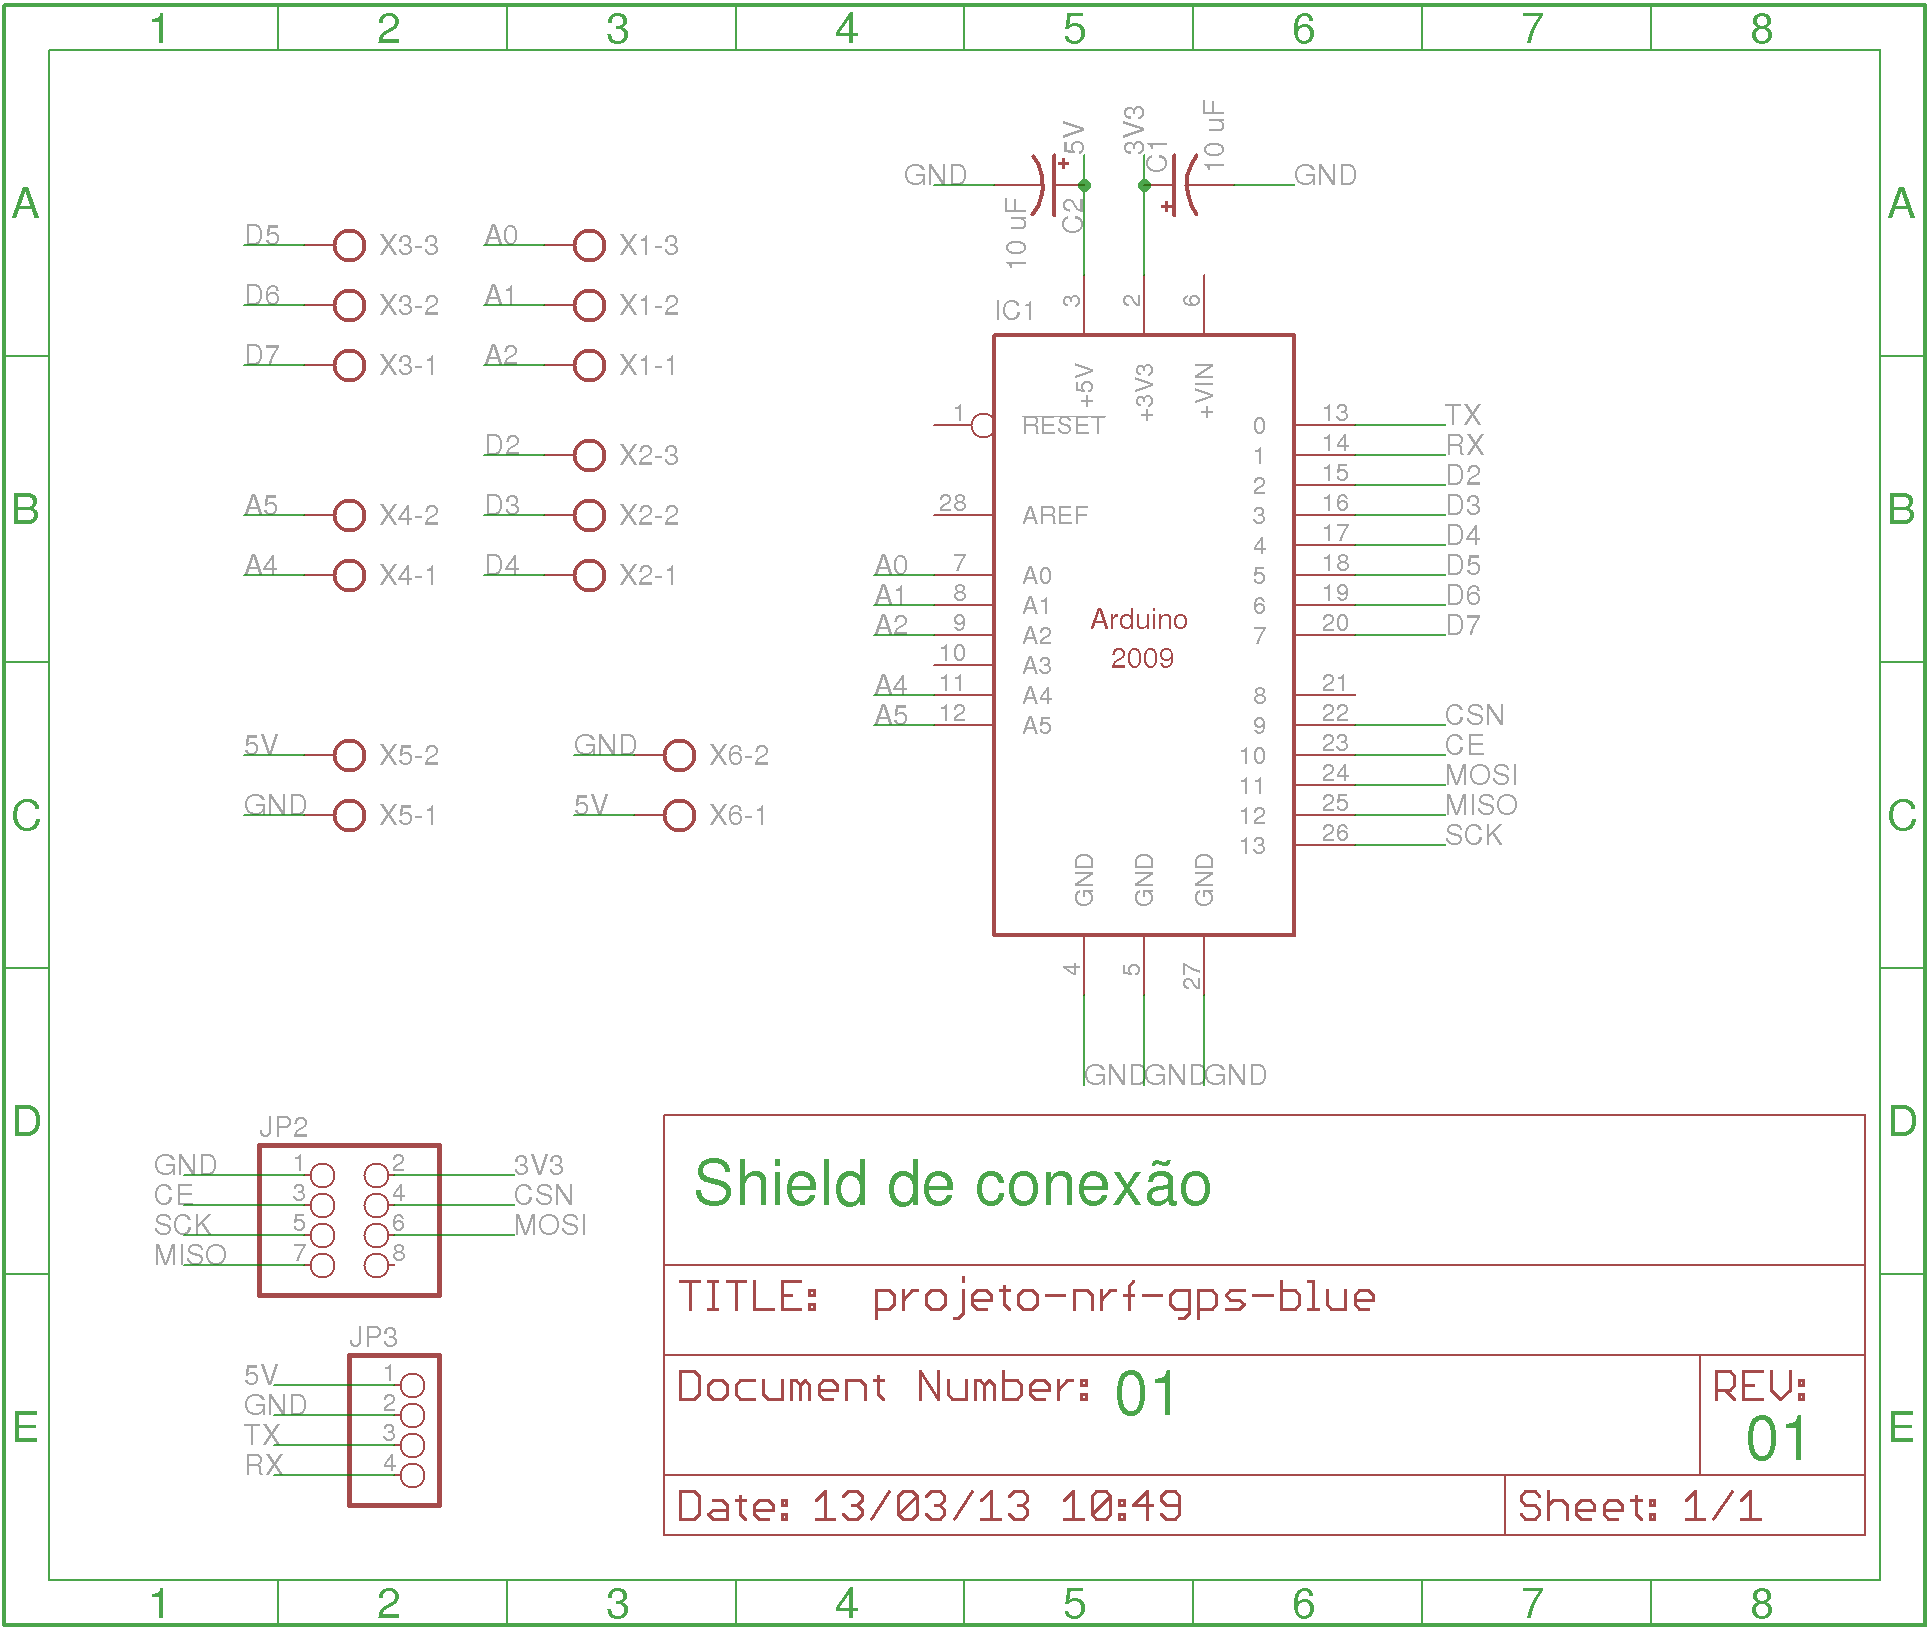 1 2 3 4 5 6 7 8
A A
B B
C C
D D
E E
1 2 3 4 5 6 7 8
D5 X3-3
D6 X3-2
D7 X3-1
A0 X1-3
A1 X1-2
A2 X1-1
D2 X2-3
D3 X2-2
D4 X2-1
A5 X4-2
A4 X4-1
5V X5-2
GND X5-1
GND X6-2
5V X6-1
GND 10 uF C2 5V
3V3 C1 10 uF GND
IC1
3 2 6
+5V +3V3 +VIN
1 RESET
28 AREF
A0 7 A0
A1 8 A1
A2 9 A2
10 A3
A4 11 A4
A5 12 A5
Arduino
2009
0 13 TX
1 14 RX
2 15 D2
3 16 D3
4 17 D4
5 18 D5
6 19 D6
7 20 D7
8 21
9 22 CSN
10 23 CE
11 24 MOSI
12 25 MISO
13 26 SCK
GND GND GND
4 5 27
GND GND GND
JP2
GND 1 2 3V3
CE 3 4 CSN
SCK 5 6 MOSI
MISO 7 8
JP3
5V 1
GND 2
TX 3
RX 4
Shield de conexão
TITLE: projeto-nrf-gps-blue
Document Number: 01
REV:
01
Date: 13/03/13 10:49
Sheet: 1/1